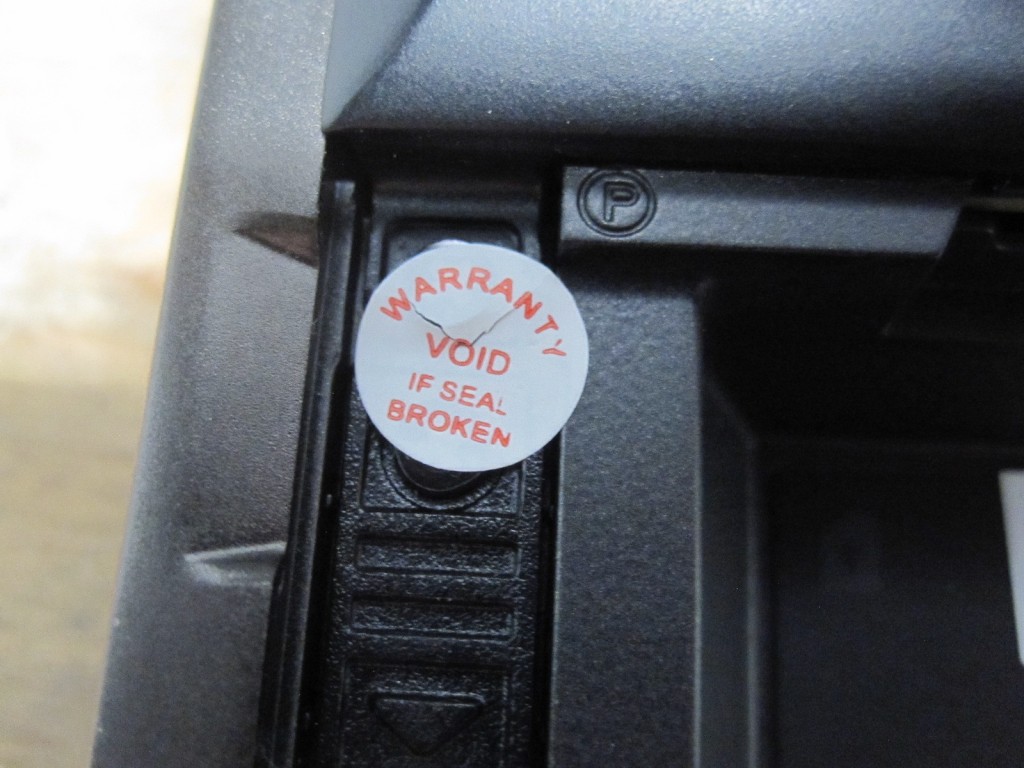 P
WARRANTY
VOID
IF SEAL
BROKEN